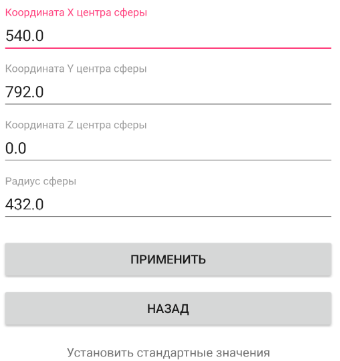 Координата X центра сферы
540.0
Координата Y центра сферы
792.0
Координата Z центра сферы
0.0
Радиус сферы
432.0
ПРИМЕНИТЬ
НАЗАД
Установить стандартные значения